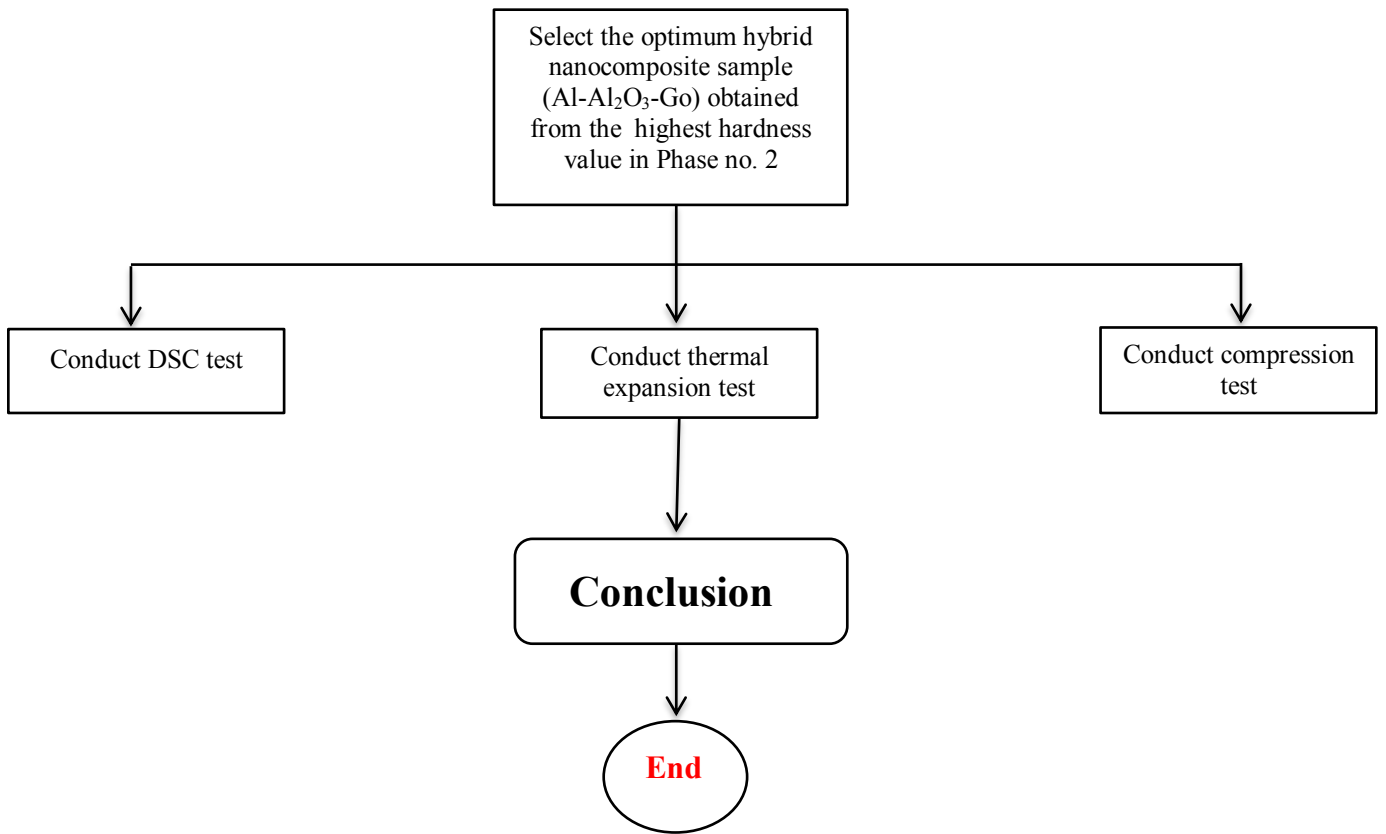 Select the optimum hybrid
nanocomposite sample
(Al-Al₂O₃-Go) obtained
from the highest hardness
value in Phase no. 2
Conduct DSC test
Conduct thermal
expansion test
Conduct compression
test
Conclusion
End